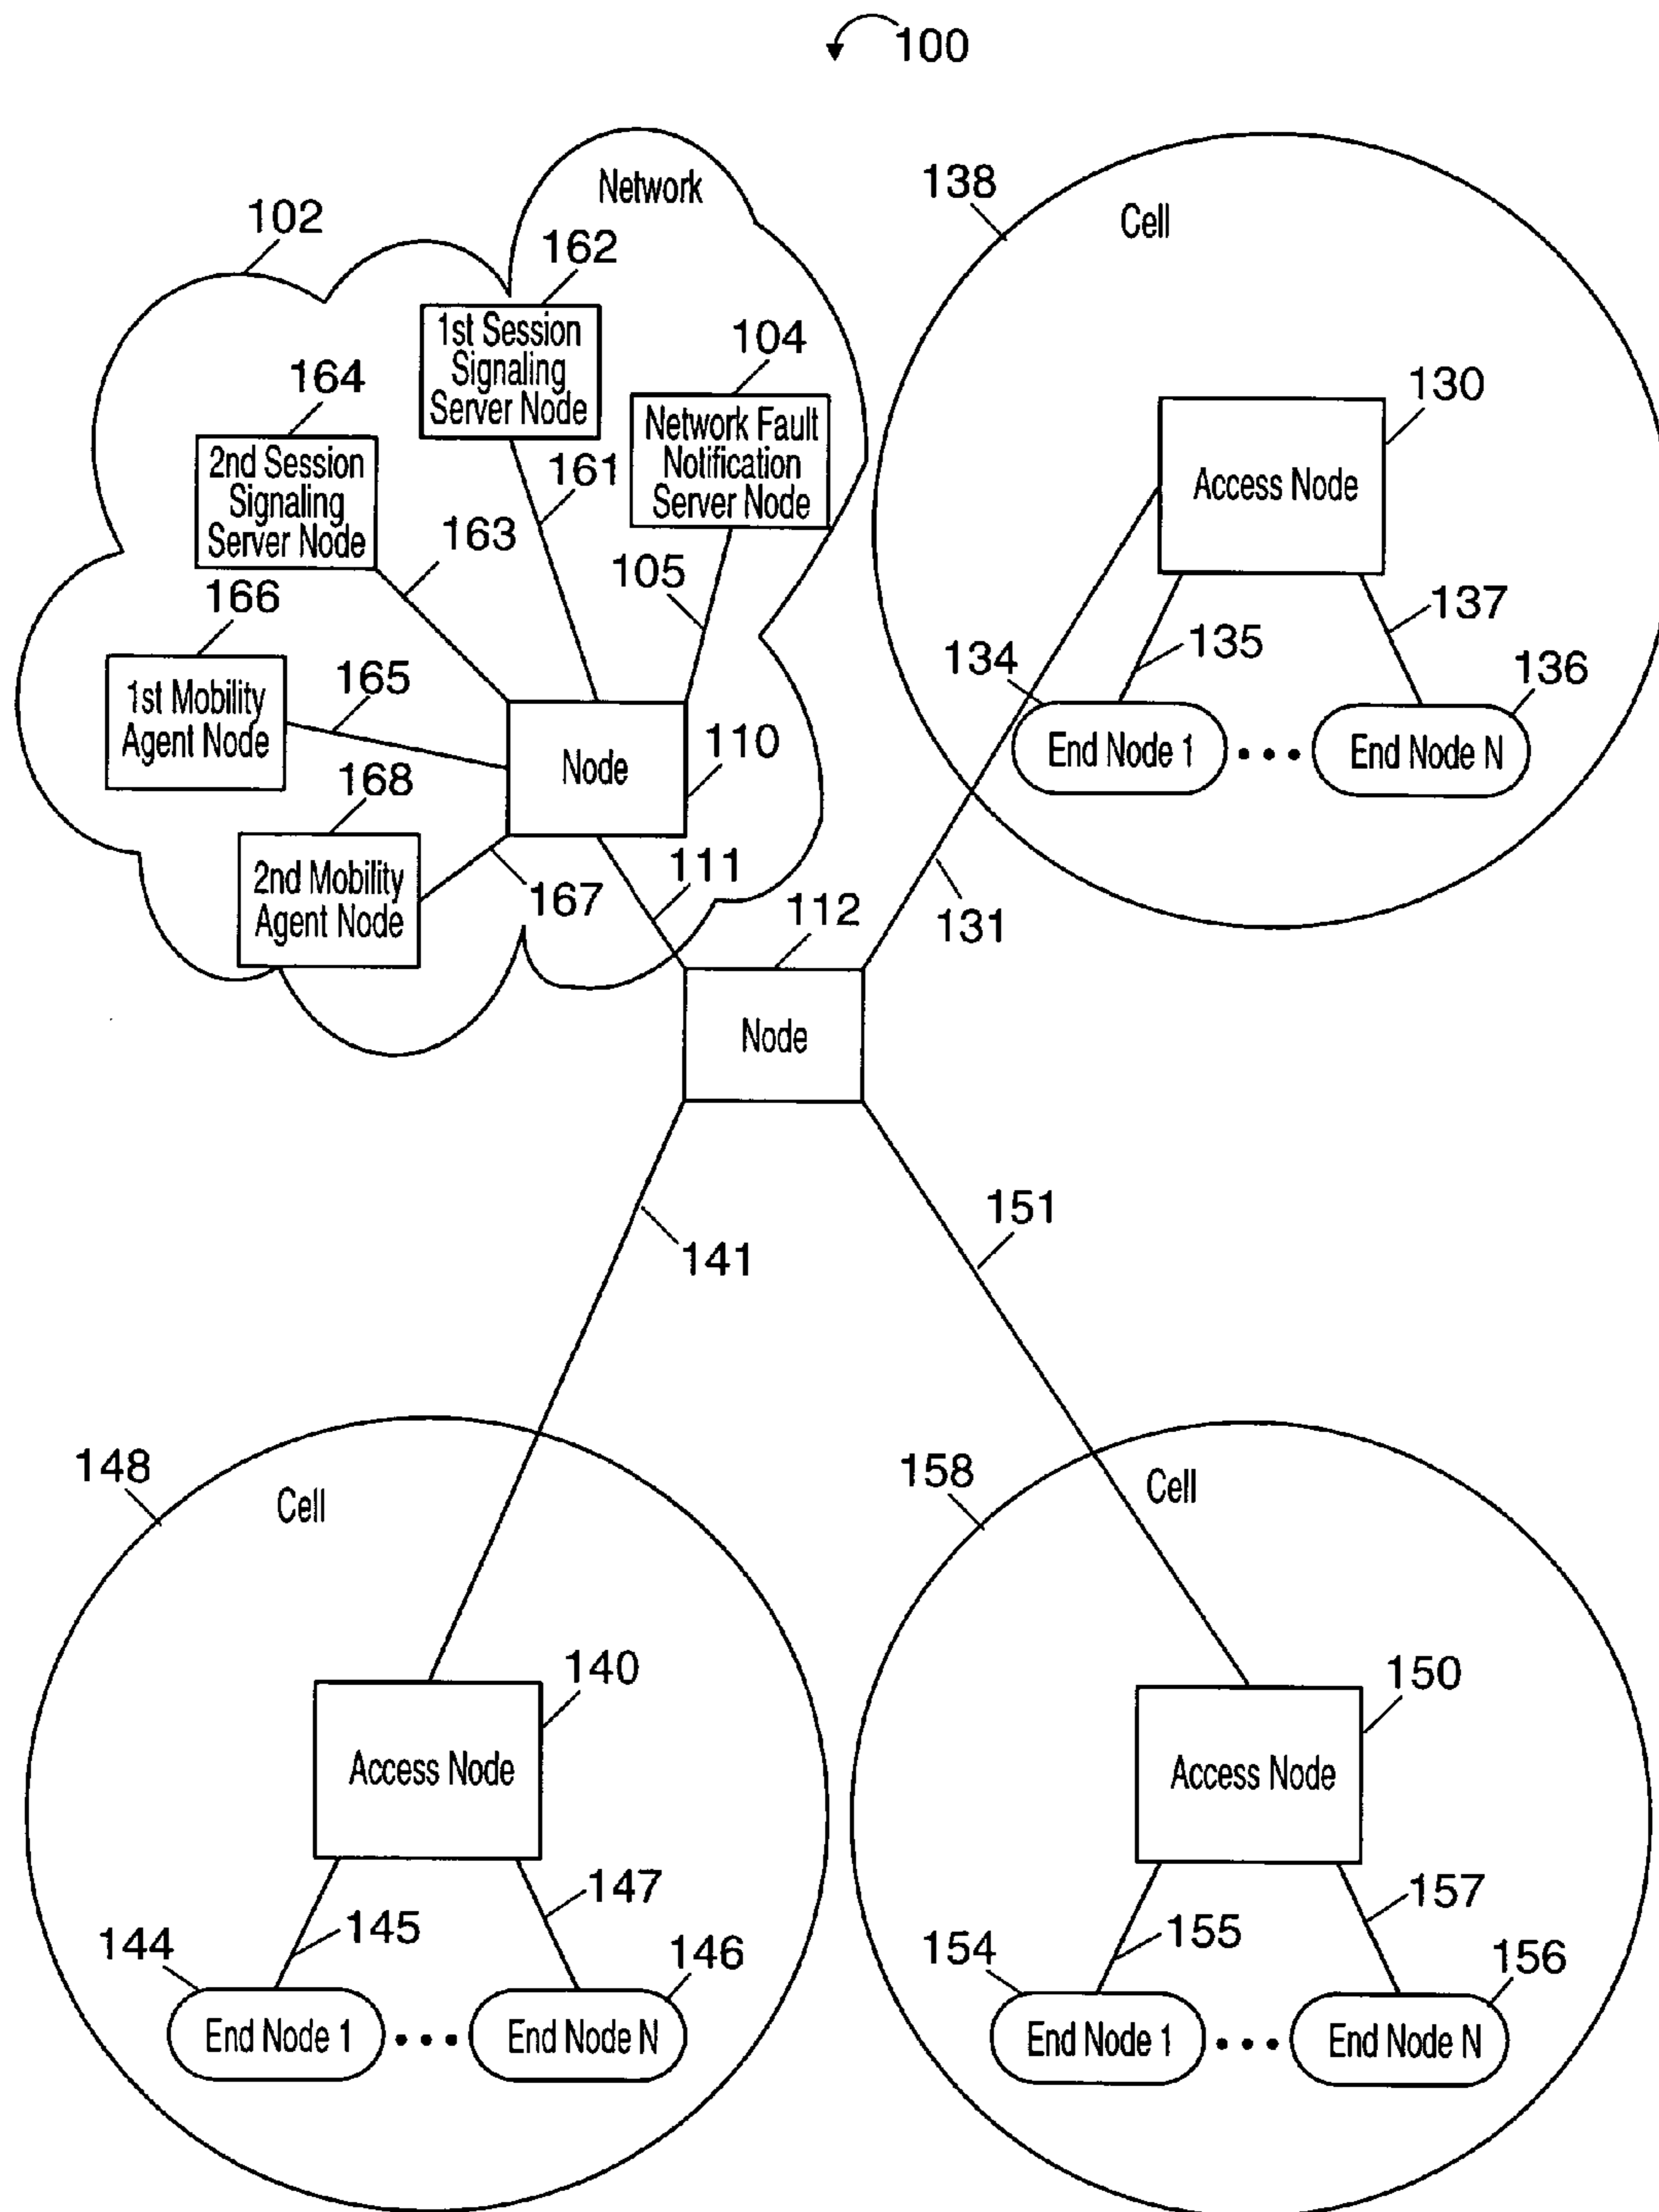 100
Network
102
162
1st Session
Signaling
Server Node
104
Network Fault
Notification
Server Node
164
2nd Session
Signaling
Server Node
161
163
105
166
1st Mobility
Agent Node
165
168
2nd Mobility
Agent Node
167
Node
110
111
112
Node
138
Cell
130
Access Node
134
135
137
136
End Node 1
•••
End Node N
131
141
151
148
Cell
140
Access Node
147
145
144
146
End Node 1
•••
End Node N
158
Cell
150
Access Node
157
155
154
156
End Node 1
•••
End Node N